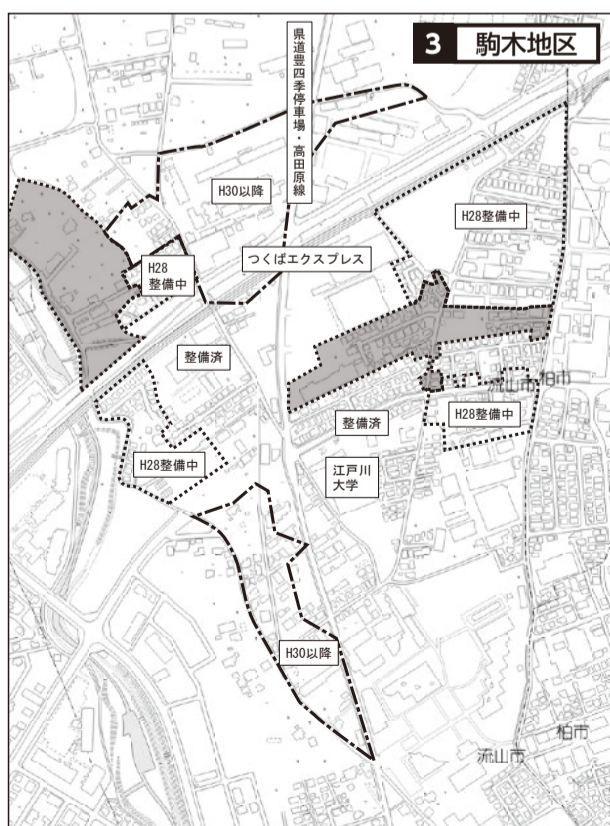 3 駒木地区
県道豊四季停車場・高田原線
H30以降
H28整備中
H28
整備中
つくばエクスプレス
整備済
流山市
柏市
整備済
H28整備中
H28整備中
江戸川
大学
H30以降
柏市
流山市